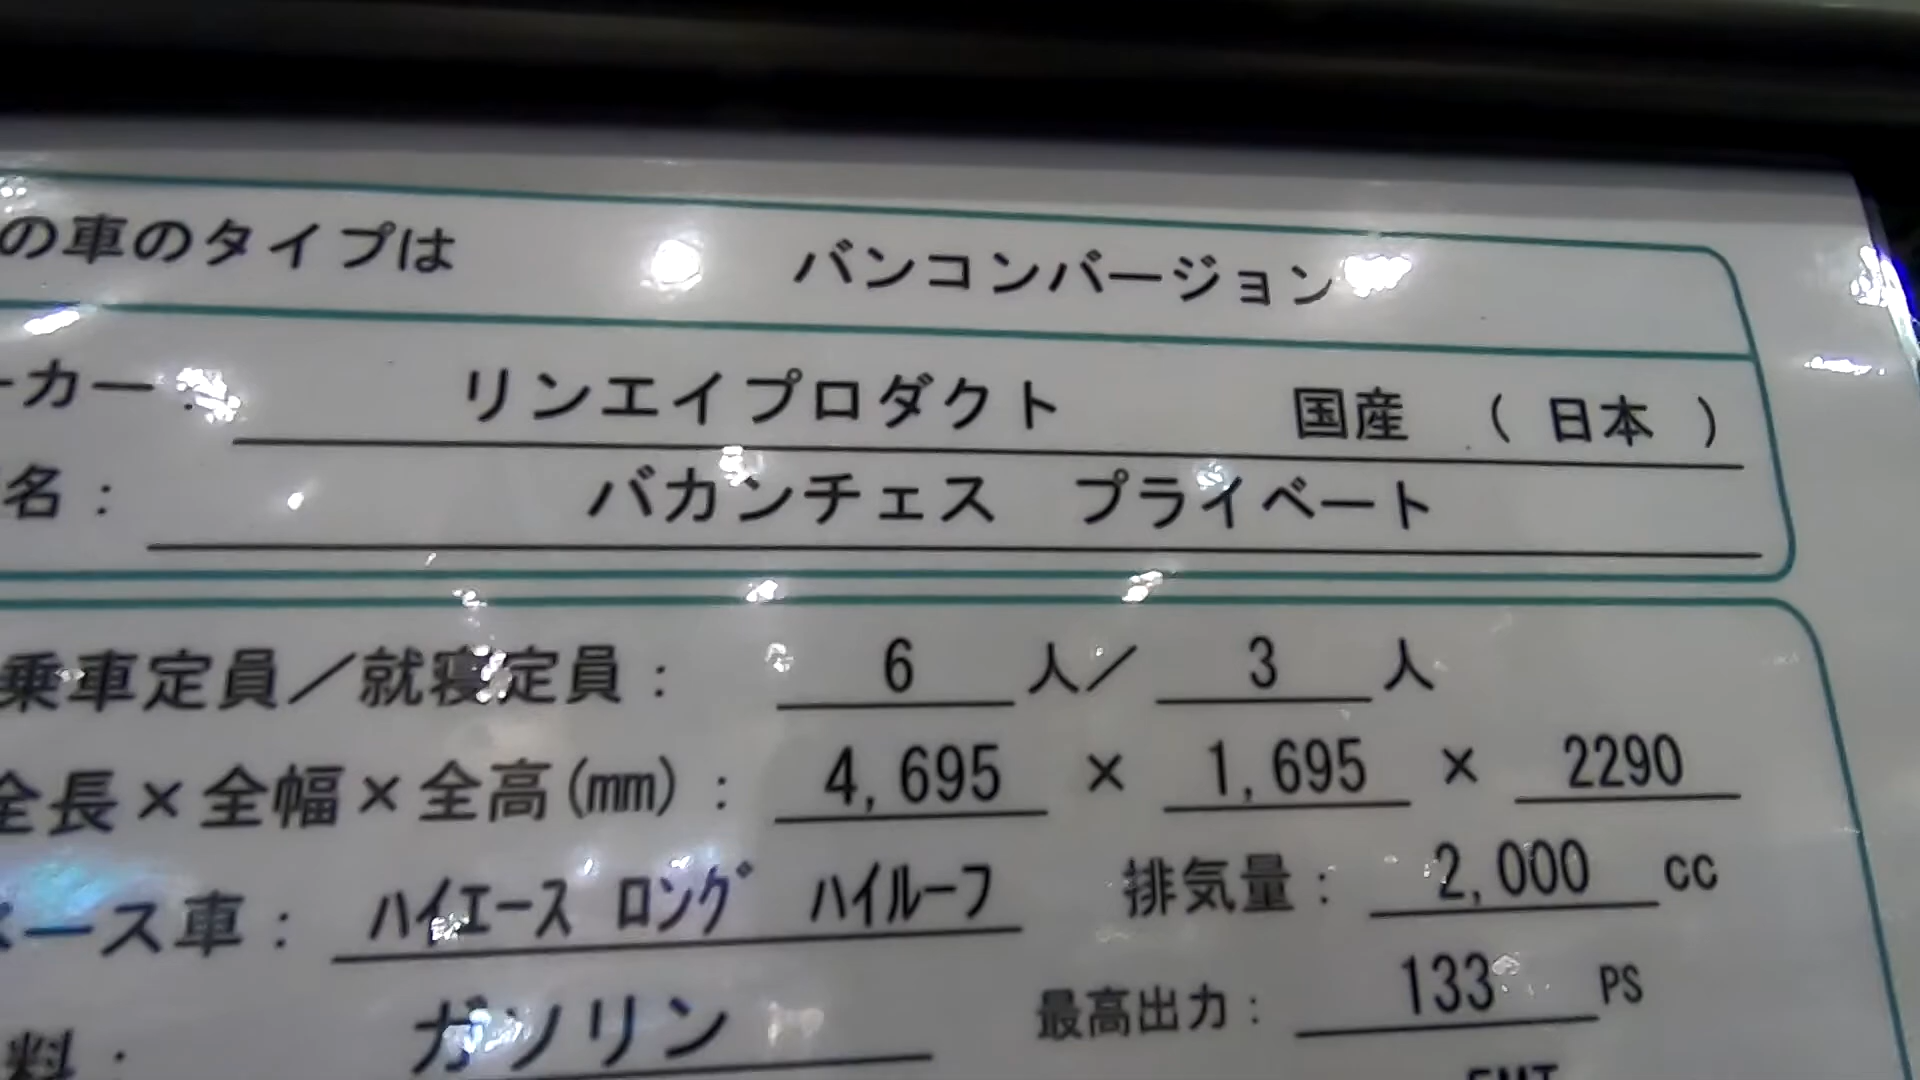 の車のタイプは バンコンバージョン
ーカー： リンエイプロダクト 国産 （ 日本 ）
名： バカンチェス プライベート
乗車定員／就寝定員： 6 人／ 3 人
全長×全幅×全高(mm)： 4,695 × 1,695 × 2290
ベース車： ﾊｲｴｰｽ ﾛﾝｸﾞ ﾊｲﾙｰﾌ 排気量： 2,000 cc
料： ガソリン 最高出力： 133 PS